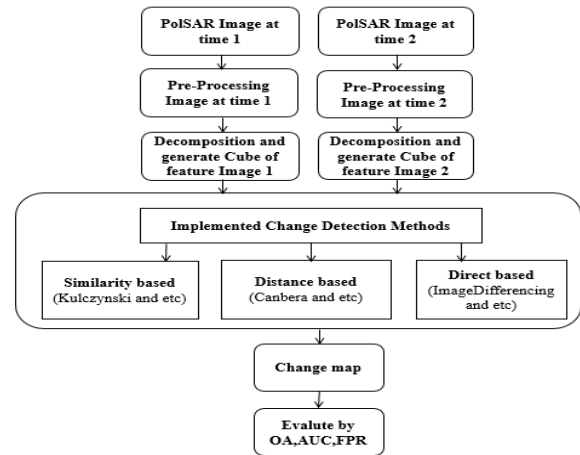 PolSAR Image at
time 1
PolSAR Image at
time 2
Pre-Processing
Image at time 1
Pre-Processing
Image at time 2
Decomposition and
generate Cube of
feature Image 1
Decomposition and
generate Cube of
feature Image 2
Implemented Change Detection Methods
Similarity based
(Kulczynski and etc)
Distance based
(Canbera and etc)
Direct based
(ImageDifferencing
and etc)
Change map
Evalute by
OA,AUC,FPR